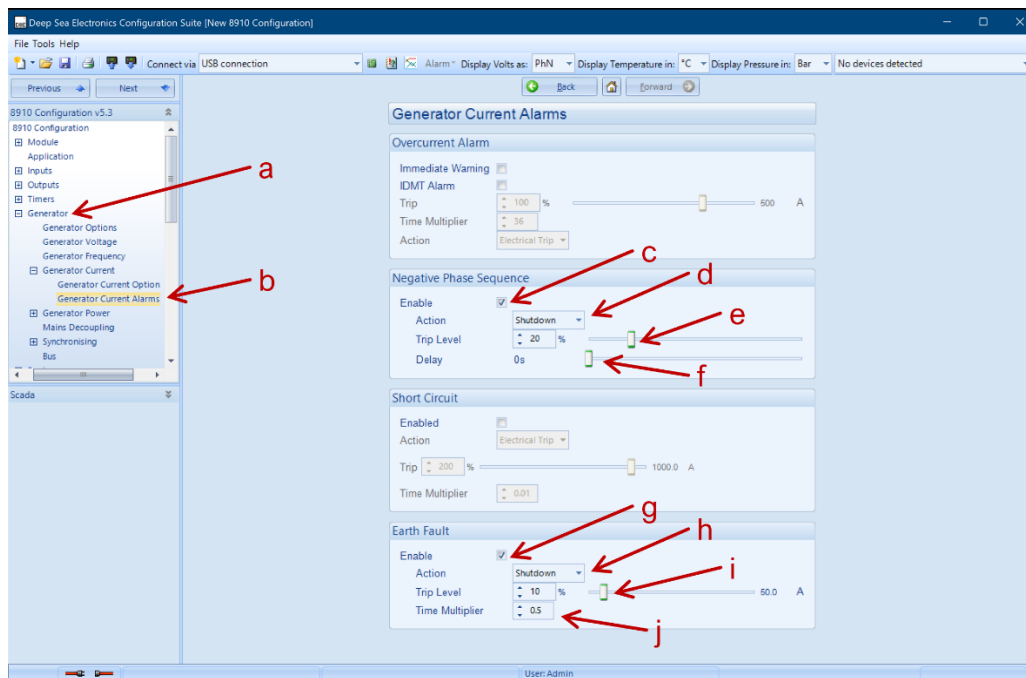 Deep Sea Electronics Configuration Suite [New 8910 Configuration]
File Tools Help
Connect via USB connection Alarm Display Volts as: PhN Display Temperature in: °C Display Pressure in: Bar No devices detected
Previous Next
Back Forward
8910 Configuration v5.3
8910 Configuration
Module
Application
Inputs
Outputs
Timers
Generator
Generator Options
Generator Voltage
Generator Frequency
Generator Current
Generator Current Option
Generator Current Alarms
Generator Power
Mains Decoupling
Synchronising
Bus
Scada
a
b
Generator Current Alarms
Overcurrent Alarm
Immediate Warning
IDMT Alarm
Trip 100 % 500 A
Time Multiplier 36
Action Electrical Trip
c
Negative Phase Sequence
d
Enable
Action Shutdown
e
Trip Level 20 %
Delay 0s
f
Short Circuit
Enabled
Action Electrical Trip
Trip 200 % 1000.0 A
Time Multiplier 0.01
g
Earth Fault
h
Enable
Action Shutdown
i
Trip Level 10 % 50.0 A
Time Multiplier 0.5
j
User: Admin